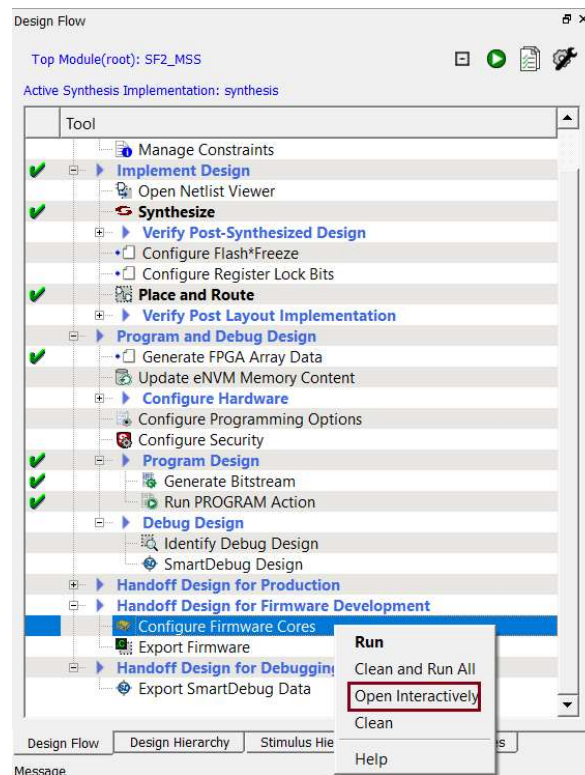 Design Flow
Top Module(root): SF2_MSS
Active Synthesis Implementation: synthesis
Tool
Manage Constraints
Implement Design
Open Netlist Viewer
Synthesize
Verify Post-Synthesized Design
Configure Flash*Freeze
Configure Register Lock Bits
Place and Route
Verify Post Layout Implementation
Program and Debug Design
Generate FPGA Array Data
Update eNVM Memory Content
Configure Hardware
Configure Programming Options
Configure Security
Program Design
Generate Bitstream
Run PROGRAM Action
Debug Design
Identify Debug Design
SmartDebug Design
Handoff Design for Production
Handoff Design for Firmware Development
Configure Firmware Cores
Export Firmware
Handoff Design for Debugging
Export SmartDebug Data
Run
Clean and Run All
Open Interactively
Clean
Help
Design Flow Design Hierarchy Stimulus Hie es
Message